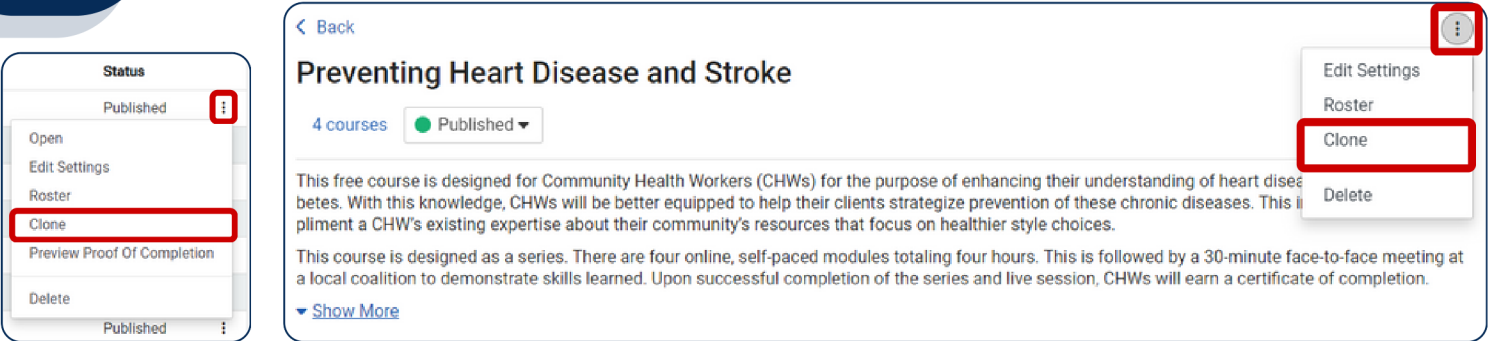 Status
Published
Open
Edit Settings
Roster
Clone
Preview Proof Of Completion
Delete
Published
Back
Preventing Heart Disease and Stroke
4 courses Published
Edit Settings
Roster
Clone
Delete
This free course is designed for Community Health Workers (CHWs) for the purpose of enhancing their understanding of heart
betes. With this knowledge, CHWs will be better equipped to help their clients strategize prevention of these chronic diseases. This
pliment a CHW's existing expertise about their community's resources that focus on healthier style choices.
This course is designed as a series. There are four online, self-paced modules totaling four hours. This is followed by a 30-minute face-to-face meeting at
a local coalition to demonstrate skills learned. Upon successful completion of the series and live session, CHWs will earn a certificate of completion.
Show More